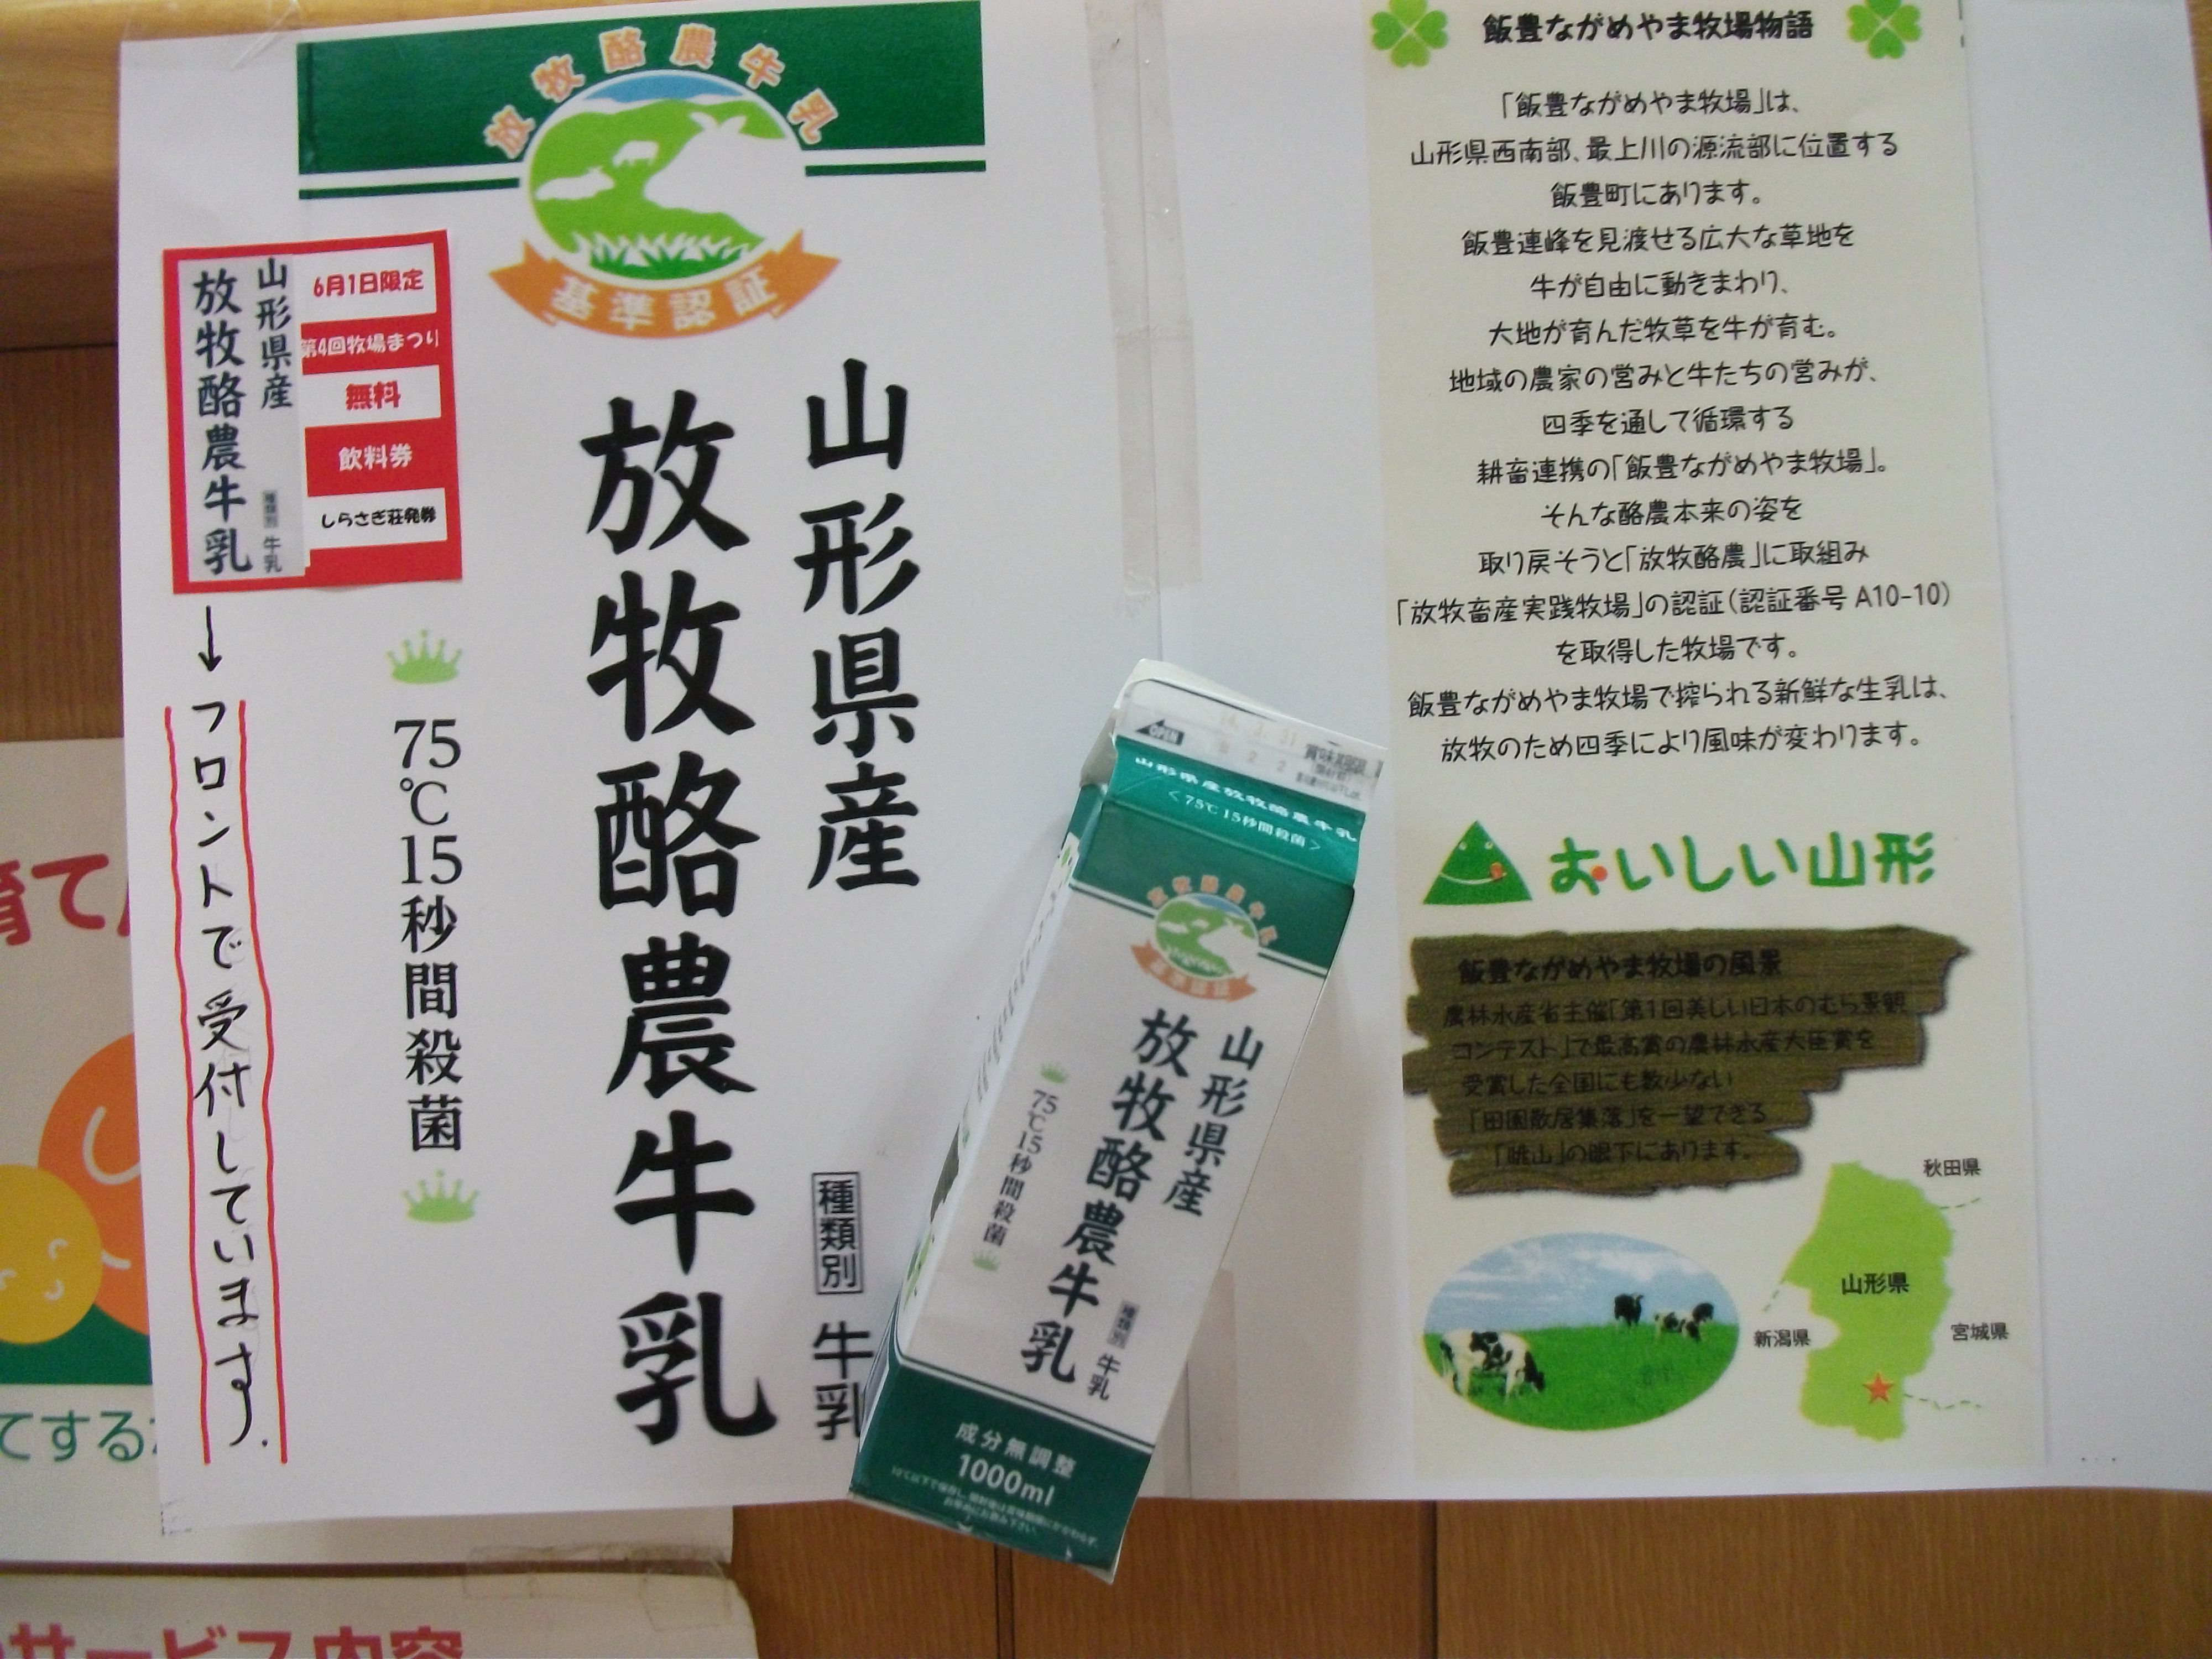 放牧酪農牛乳
基準認証
山形県産
放牧酪農牛乳
種類別 牛乳
75℃15秒間殺菌
山形県産
放牧酪農牛乳
種類別 牛乳
6月1日限定
第4回牧場まつり
無料
飲料券
しらさぎ荘発券
→フロントで受付しています。
OPEN
賞味期限
山形県産放牧酪農牛乳
<75℃15秒間殺菌>
放牧酪農牛乳
基準認証
山形県産
放牧酪農牛乳
種類別 牛乳
75℃15秒間殺菌
成分無調整
1000ml
飯豊ながめやま牧場物語
「飯豊ながめやま牧場」は、
山形県西南部、最上川の源流部に位置する
飯豊町にあります。
飯豊連峰を見渡せる広大な草地を
牛が自由に動きまわり、
大地が育んだ牧草を牛が育む。
地域の農家の営みと牛たちの営みが、
四季を通して循環する
耕畜連携の「飯豊ながめやま牧場」。
そんな酪農本来の姿を
取り戻そうと「放牧酪農」に取組み
「放牧畜産実践牧場」の認証(認証番号 A10-10)
を取得した牧場です。
飯豊ながめやま牧場で搾られる新鮮な生乳は、
放牧のため四季により風味が変わります。
おいしい山形
飯豊ながめやま牧場の風景
農林水産省主催「第1回美しい日本のむら景観
コンテスト」で最高賞の農林水産大臣賞を
受賞した全国にも数少ない
「田園散居集落」を一望できる
「眺山」の眼下にあります。
秋田県
山形県
新潟県
宮城県
育て
てする
サービス内容